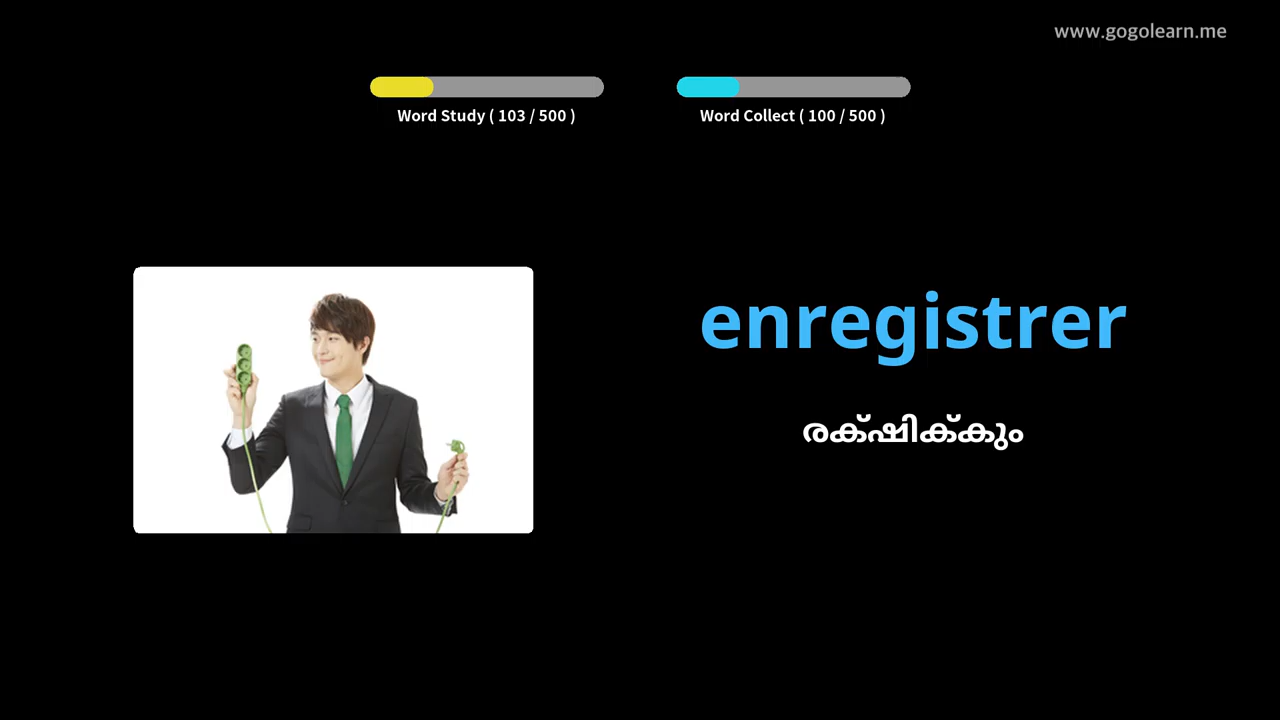 www.gogolearn.me
Word Study ( 103 / 500 )
Word Collect ( 100 / 500 )
enregistrer
രക്ഷിക്കും